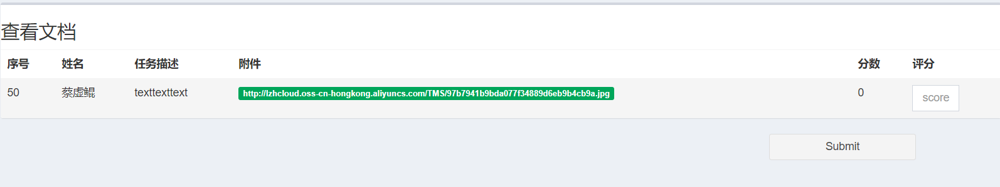 查看文档
序号 姓名 任务描述 附件 分数 评分
50 蔡虚鲲 texttexttext http://lzhcloud.oss-cn-hongkong.aliyuncs.com/TMS/97b7941b9bda077f34889d6eb9b4cb9a.jpg 0 score
Submit